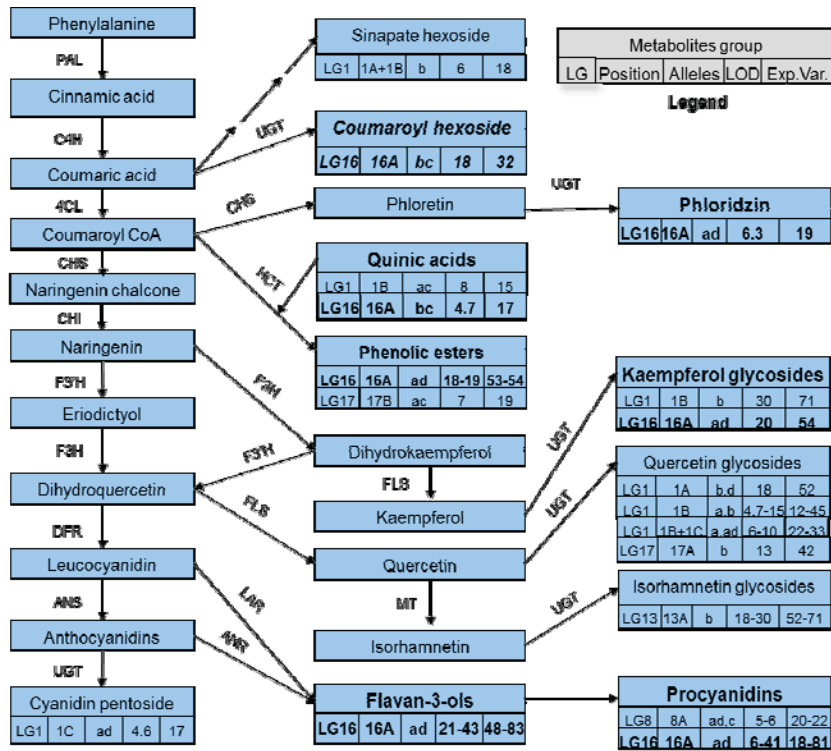 Phenylalanine
PAL
Cinnamic acid
C4H
Coumaric acid
4CL
Coumaroyl CoA
CHS
Naringenin chalcone
CHI
Naringenin
F3'H
Eriodictyol
F3H
Dihydroquercetin
DFR
Leucocyanidin
ANS
Anthocyanidins
UGT
Cyanidin pentoside
LG1 1C ad 4.6 17
Sinapate hexoside
LG1 1A+1B b 6 18
UGT
Coumaroyl hexoside
LG16 16A bc 18 32
CHS
Phloretin
UGT
Phloridzin
LG16 16A ad 6.3 19
HCT
Quinic acids
LG1 1B ac 8 15
LG16 16A bc 4.7 17
Phenolic esters
LG16 16A ad 18-19 53-54
LG17 17B ac 7 19
F3H
F3'H
Dihydrokaempferol
FLS
FLS
Kaempferol
UGT
Kaempferol glycosides
LG1 1B b 30 71
LG16 16A ad 20 54
Quercetin
UGT
Quercetin glycosides
LG1 1A b.d 18 52
LG1 1B a.b 4.7-15 12-45
LG1 1B+1C a.ad 6-10 22-33
LG17 17A b 13 42
MT
Isorhamnetin
UGT
Isorhamnetin glycosides
LG13 13A b 18-30 52-71
LAR
ANR
Flavan-3-ols
LG16 16A ad 21-43 48-83
Procyanidins
LG8 8A ad,c 5-6 20-22
LG16 16A ad 6-41 18-81
Metabolites group
LG Position Alleles LOD Exp.Var.
Legend